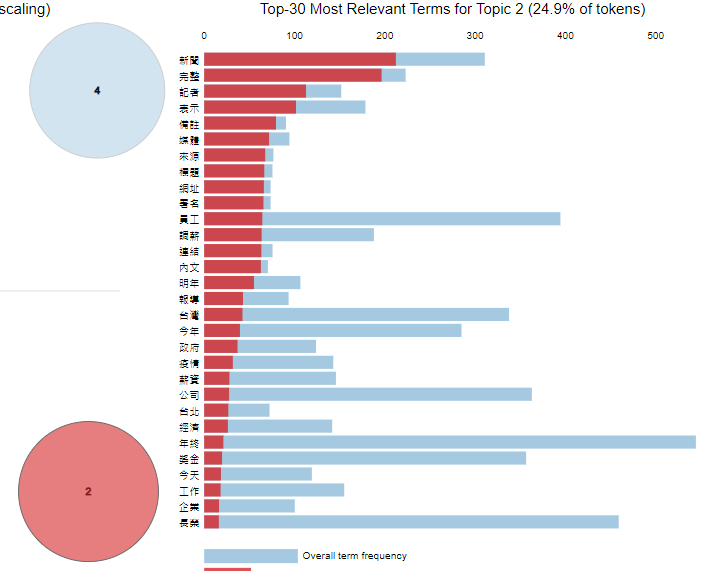 scaling)
Top-30 Most Relevant Terms for Topic 2 (24.9% of tokens)
0 100 200 300 400 500
4
新聞
完整
記者
表示
備註
媒體
來源
標題
網址
署名
員工
調薪
連結
內文
明年
報導
台灣
今年
政府
疫情
薪資
公司
台北
經濟
年終
獎金
今天
工作
企業
長榮
2
Overall term frequency